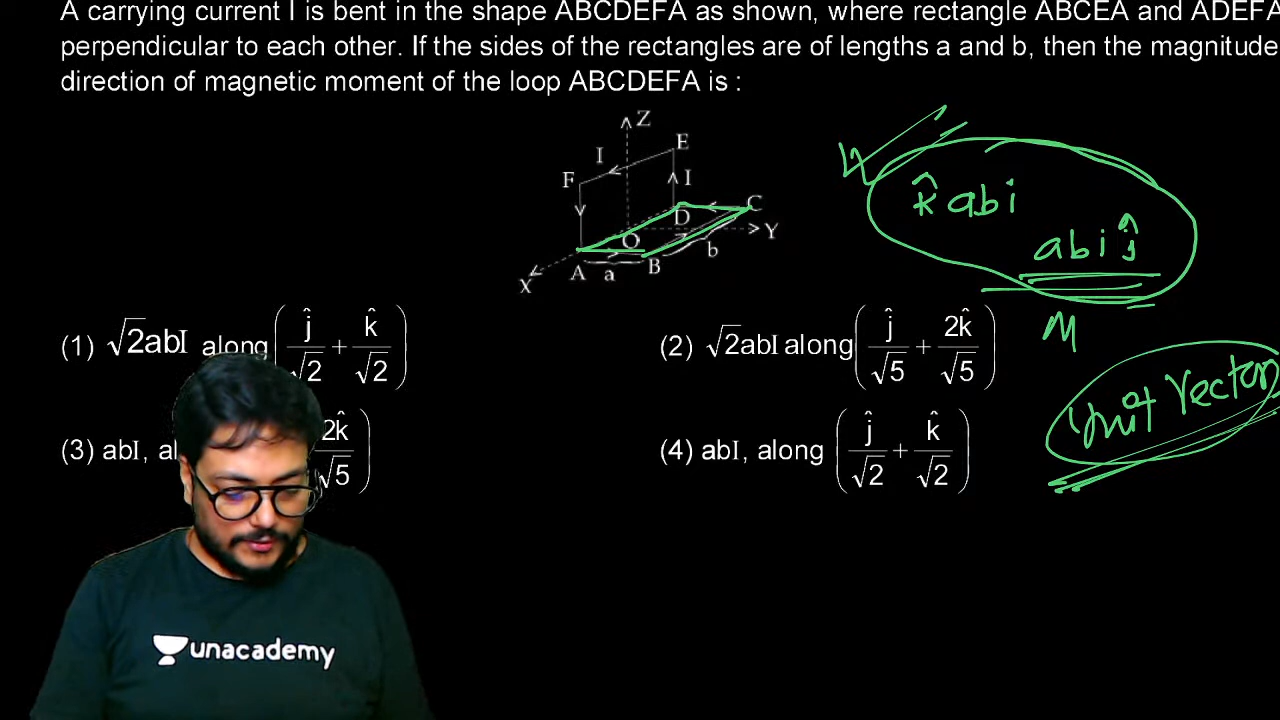 A carrying current I is bent in the shape ABCDEFA as shown, where rectangle ABCEA and ADEFA
perpendicular to each other. If the sides of the rectangles are of lengths a and b, then the magnitude
direction of magnetic moment of the loop ABCDEFA is :
Z
E
I
F
I
D
C
O
Y
A
a
B
b
X
k̂ abi
abi ĵ
M
Unit Vector
(1) √2abI along (ĵ/√2 + k̂/√2)
(2) √2abI along (ĵ/√5 + 2k̂/√5)
(3) abI, al 2k̂/√5)
(4) abI, along (ĵ/√2 + k̂/√2)
unacademy